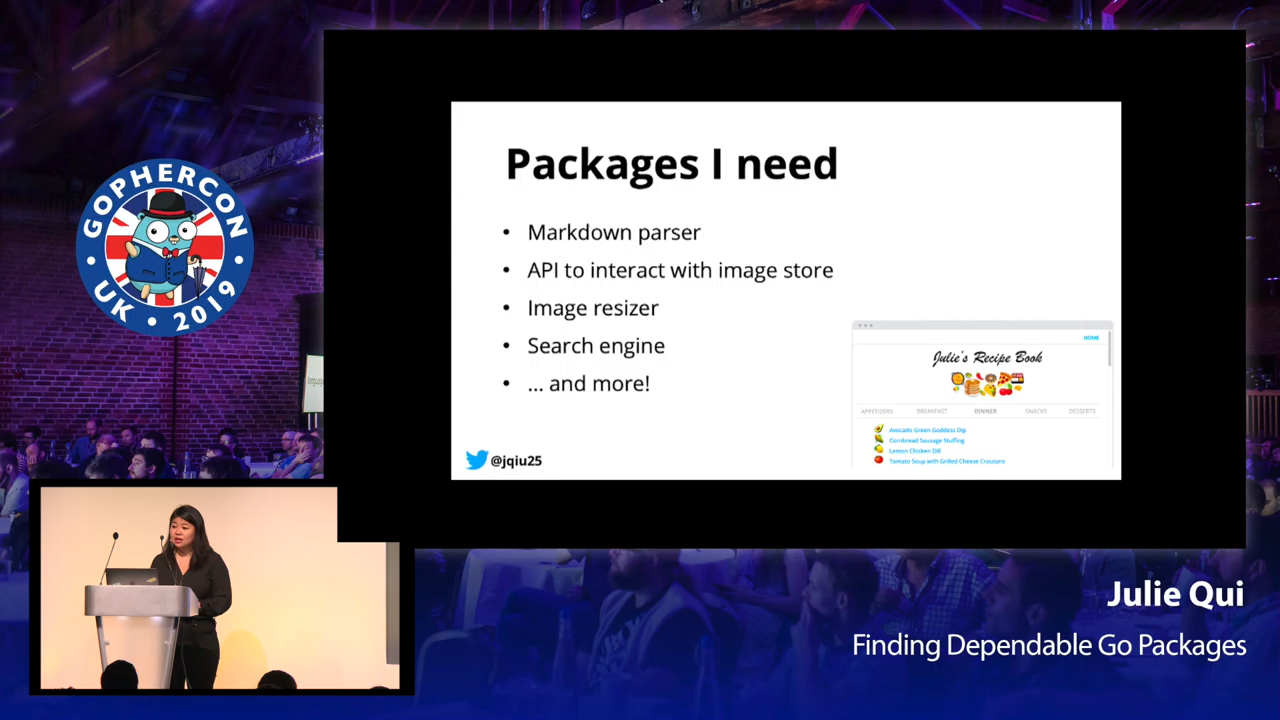 GOPHERCON
UK • 2019
Packages I need
• Markdown parser
• API to interact with image store
• Image resizer
• Search engine
• ... and more!
@jqiu25
HOME
Julie's Recipe Book
APPETIZERS BREAKFAST DINNER SNACKS DESSERTS
Avocado Green Goddess Dip
Cornbread Sausage Stuffing
Lemon Chicken Dill
Tomato Soup with Grilled Cheese Croutons
Julie Qui
Finding Dependable Go Packages